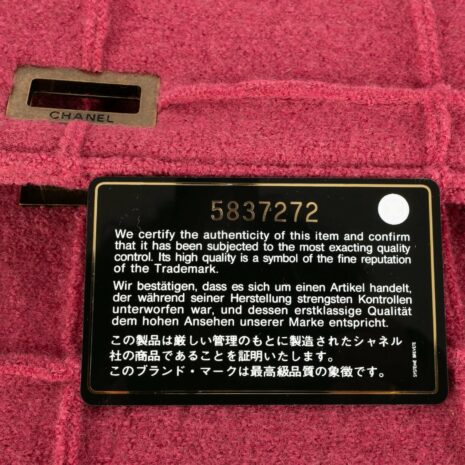 CHANEL
5837272
We certify the authenticity of this item and confirm
that it has been subjected to the most exacting quality
control. Its high quality is a symbol of the fine reputation
of the Trademark.
Wir bestätigen, dass es sich um einen Artikel handelt,
der während seiner Herstellung strengsten Kontrollen
unterworfen war, und dessen erstklassige Qualität
dem hohen Ansehen unserer Marke entspricht.
この製品は厳しい管理のもとに製造されたシャネル
社の商品であることを証明いたします。
このブランド・マークは最高級品質の象徴です。